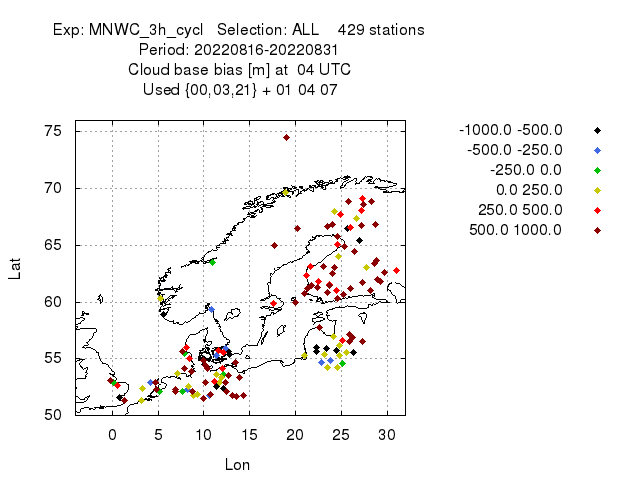 Exp: MNWC_3h_cycl   Selection: ALL    429 stations
Period: 20220816-20220831
Cloud base bias [m] at  04 UTC
Used {00,03,21} + 01 04 07
-1000.0 -500.0
-500.0 -250.0
-250.0 0.0
0.0 250.0
250.0 500.0
500.0 1000.0
75
70
65
60
55
50
Lat
0 5 10 15 20 25 30
Lon